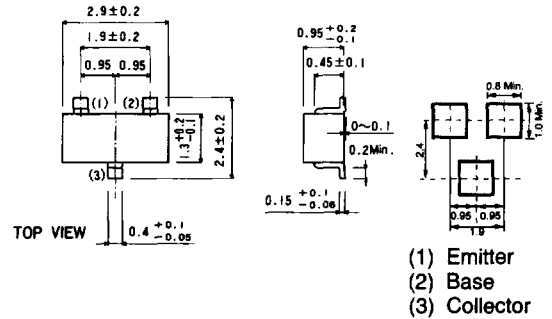 2.9±0.2
1.9±0.2
0.95 0.95
(1) (2)
(3)
1.3 +0.2 -0.1
2.4±0.2
0.4 +0.1 -0.05
TOP VIEW
0.95 +0.2 -0.1
0.45±0.1
0~0.1
0.2Min.
0.15 +0.1 -0.06
0.8 Min.
1.0 Min.
2.4
0.95 0.95
1.9
(1) Emitter
(2) Base
(3) Collector